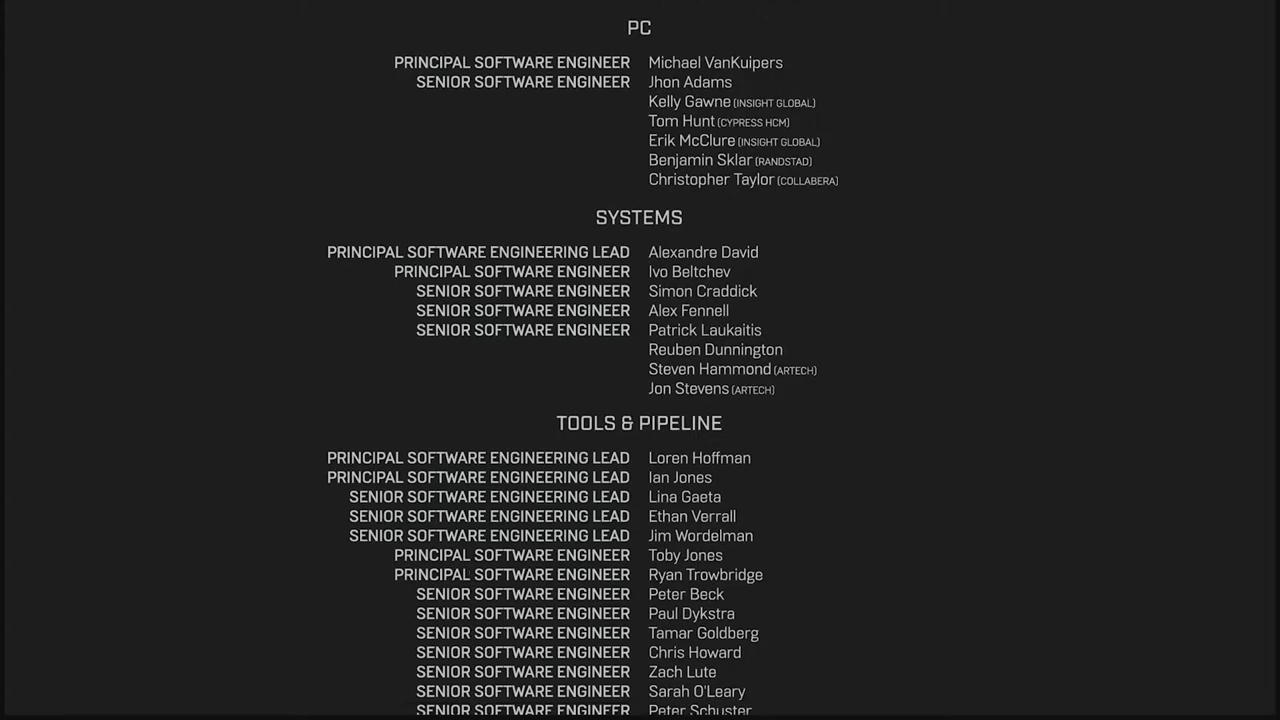 PC
PRINCIPAL SOFTWARE ENGINEER Michael VanKuipers
SENIOR SOFTWARE ENGINEER Jhon Adams
Kelly Gawne (INSIGHT GLOBAL)
Tom Hunt (CYPRESS HCM)
Erik McClure (INSIGHT GLOBAL)
Benjamin Sklar (RANDSTAD)
Christopher Taylor (COLLABERA)
SYSTEMS
PRINCIPAL SOFTWARE ENGINEERING LEAD Alexandre David
PRINCIPAL SOFTWARE ENGINEER Ivo Beltchev
SENIOR SOFTWARE ENGINEER Simon Craddick
SENIOR SOFTWARE ENGINEER Alex Fennell
SENIOR SOFTWARE ENGINEER Patrick Laukaitis
Reuben Dunnington
Steven Hammond (ARTECH)
Jon Stevens (ARTECH)
TOOLS & PIPELINE
PRINCIPAL SOFTWARE ENGINEERING LEAD Loren Hoffman
PRINCIPAL SOFTWARE ENGINEERING LEAD Ian Jones
SENIOR SOFTWARE ENGINEERING LEAD Lina Gaeta
SENIOR SOFTWARE ENGINEERING LEAD Ethan Verrall
SENIOR SOFTWARE ENGINEERING LEAD Jim Wordelman
PRINCIPAL SOFTWARE ENGINEER Toby Jones
PRINCIPAL SOFTWARE ENGINEER Ryan Trowbridge
SENIOR SOFTWARE ENGINEER Peter Beck
SENIOR SOFTWARE ENGINEER Paul Dykstra
SENIOR SOFTWARE ENGINEER Tamar Goldberg
SENIOR SOFTWARE ENGINEER Chris Howard
SENIOR SOFTWARE ENGINEER Zach Lute
SENIOR SOFTWARE ENGINEER Sarah O'Leary
SENIOR SOFTWARE ENGINEER Peter Schuster